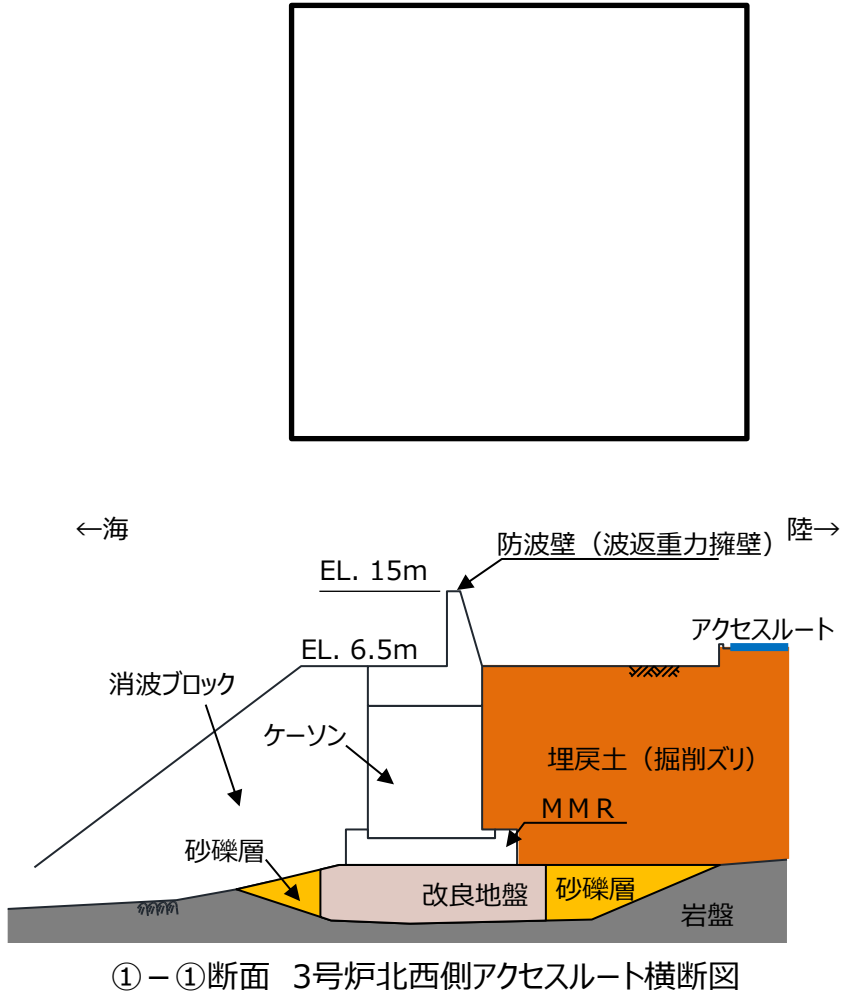 ←海
陸→
防波壁（波返重力擁壁）
EL. 15m
アクセスルート
EL. 6.5m
消波ブロック
ケーソン
埋戻土（掘削ズリ）
ＭＭＲ
砂礫層
改良地盤
砂礫層
岩盤
①－①断面 3号炉北西側アクセスルート横断図